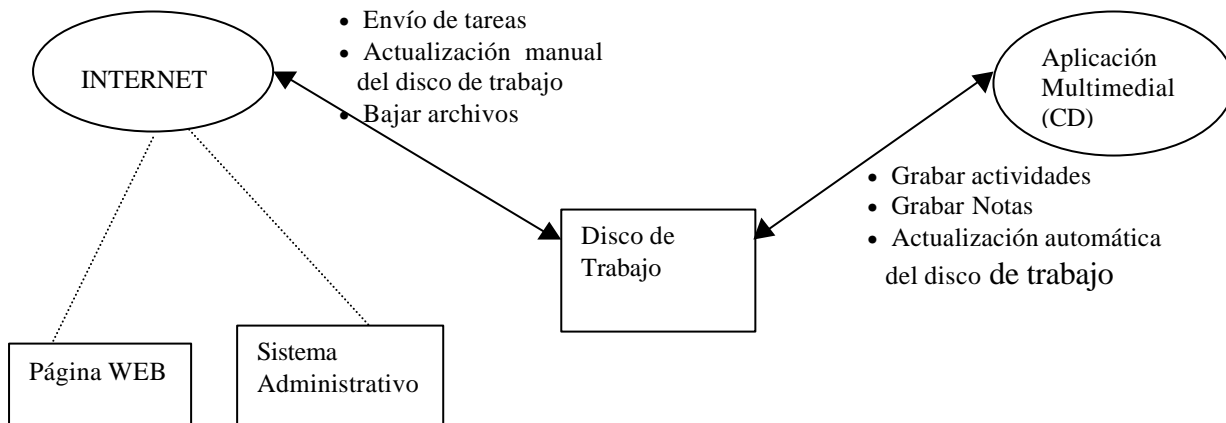 INTERNET
• Envío de tareas
• Actualización manual
del disco de trabajo
• Bajar archivos
Aplicación
Multimedial
(CD)
• Grabar actividades
• Grabar Notas
• Actualización automática
del disco de trabajo
Disco de
Trabajo
Página WEB
Sistema
Administrativo